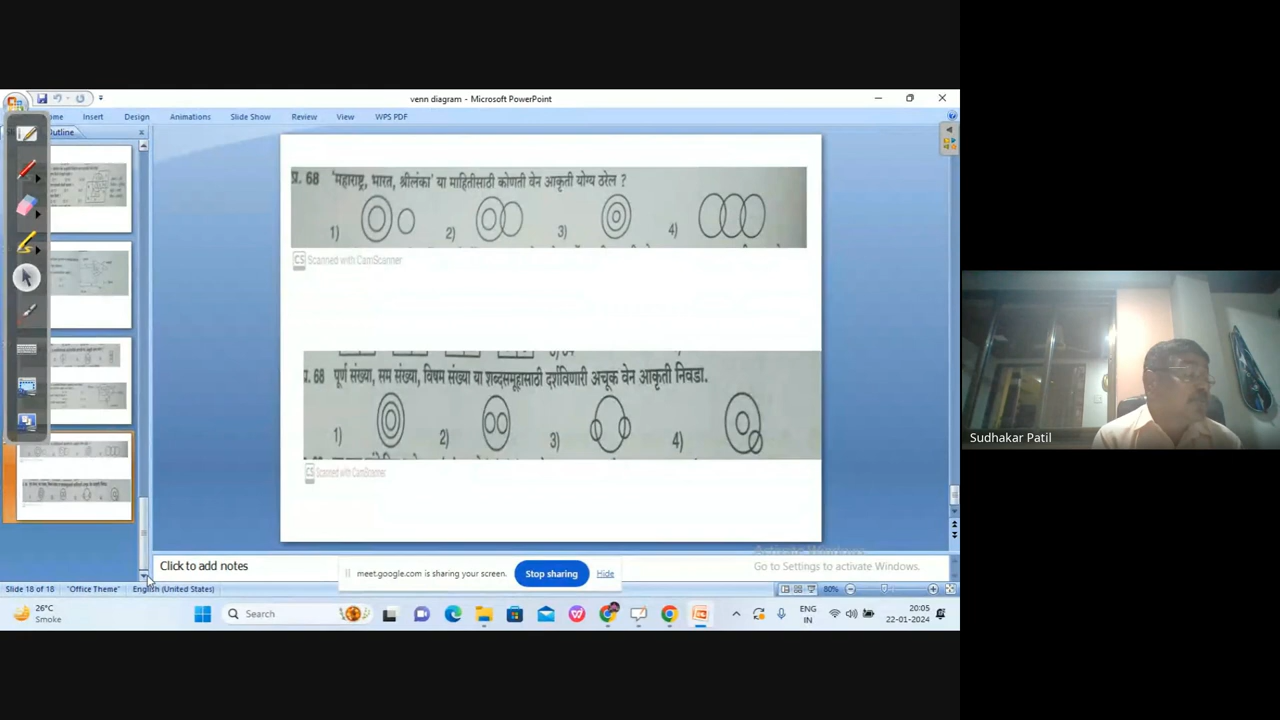 venn diagram - Microsoft PowerPoint
Insert Design Animations Slide Show Review View WPS PDF
प्र. 68 'महाराष्ट्र, भारत, श्रीलंका' या माहितीसाठी कोणती वेन आकृती योग्य ठरेल ?
1) 2) 3) 4)
CS Scanned with CamScanner
प्र. 68 पूर्ण संख्या, सम संख्या, विषम संख्या या शब्दसमूहासाठी दर्शविणारी अचूक वेन आकृती निवडा.
1) 2) 3) 4)
CS Scanned with CamScanner
Sudhakar Patil
Activate Windows
Go to Settings to activate Windows.
Click to add notes
meet.google.com is sharing your screen. Stop sharing Hide
Slide 18 of 18 "Office Theme" English (United States) 80%
26°C
Smoke
Search
ENG
IN
20:05
22-01-2024